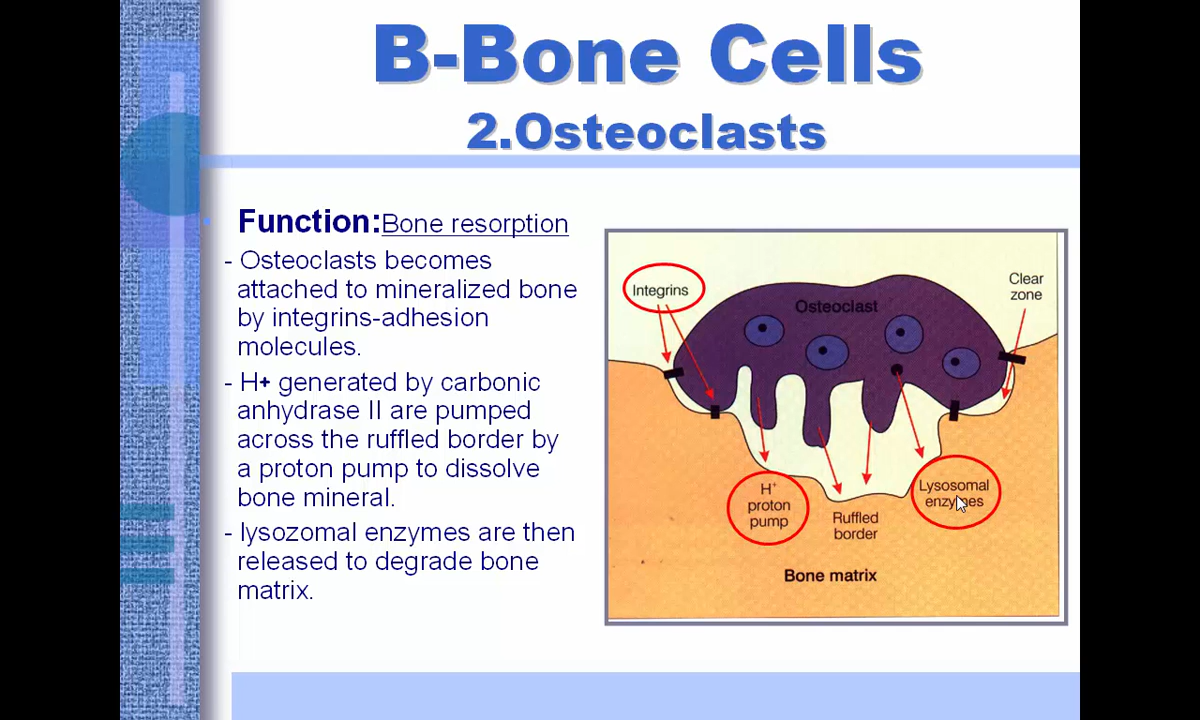 B-Bone Cells
2.Osteoclasts
Function:Bone resorption
- Osteoclasts becomes
attached to mineralized bone
by integrins-adhesion
molecules.
- H+ generated by carbonic
anhydrase II are pumped
across the ruffled border by
a proton pump to dissolve
bone mineral.
- lysozomal enzymes are then
released to degrade bone
matrix.
Integrins
Osteoclast
Clear
zone
H+
proton
pump
Ruffled
border
Lysosomal
enzymes
Bone matrix